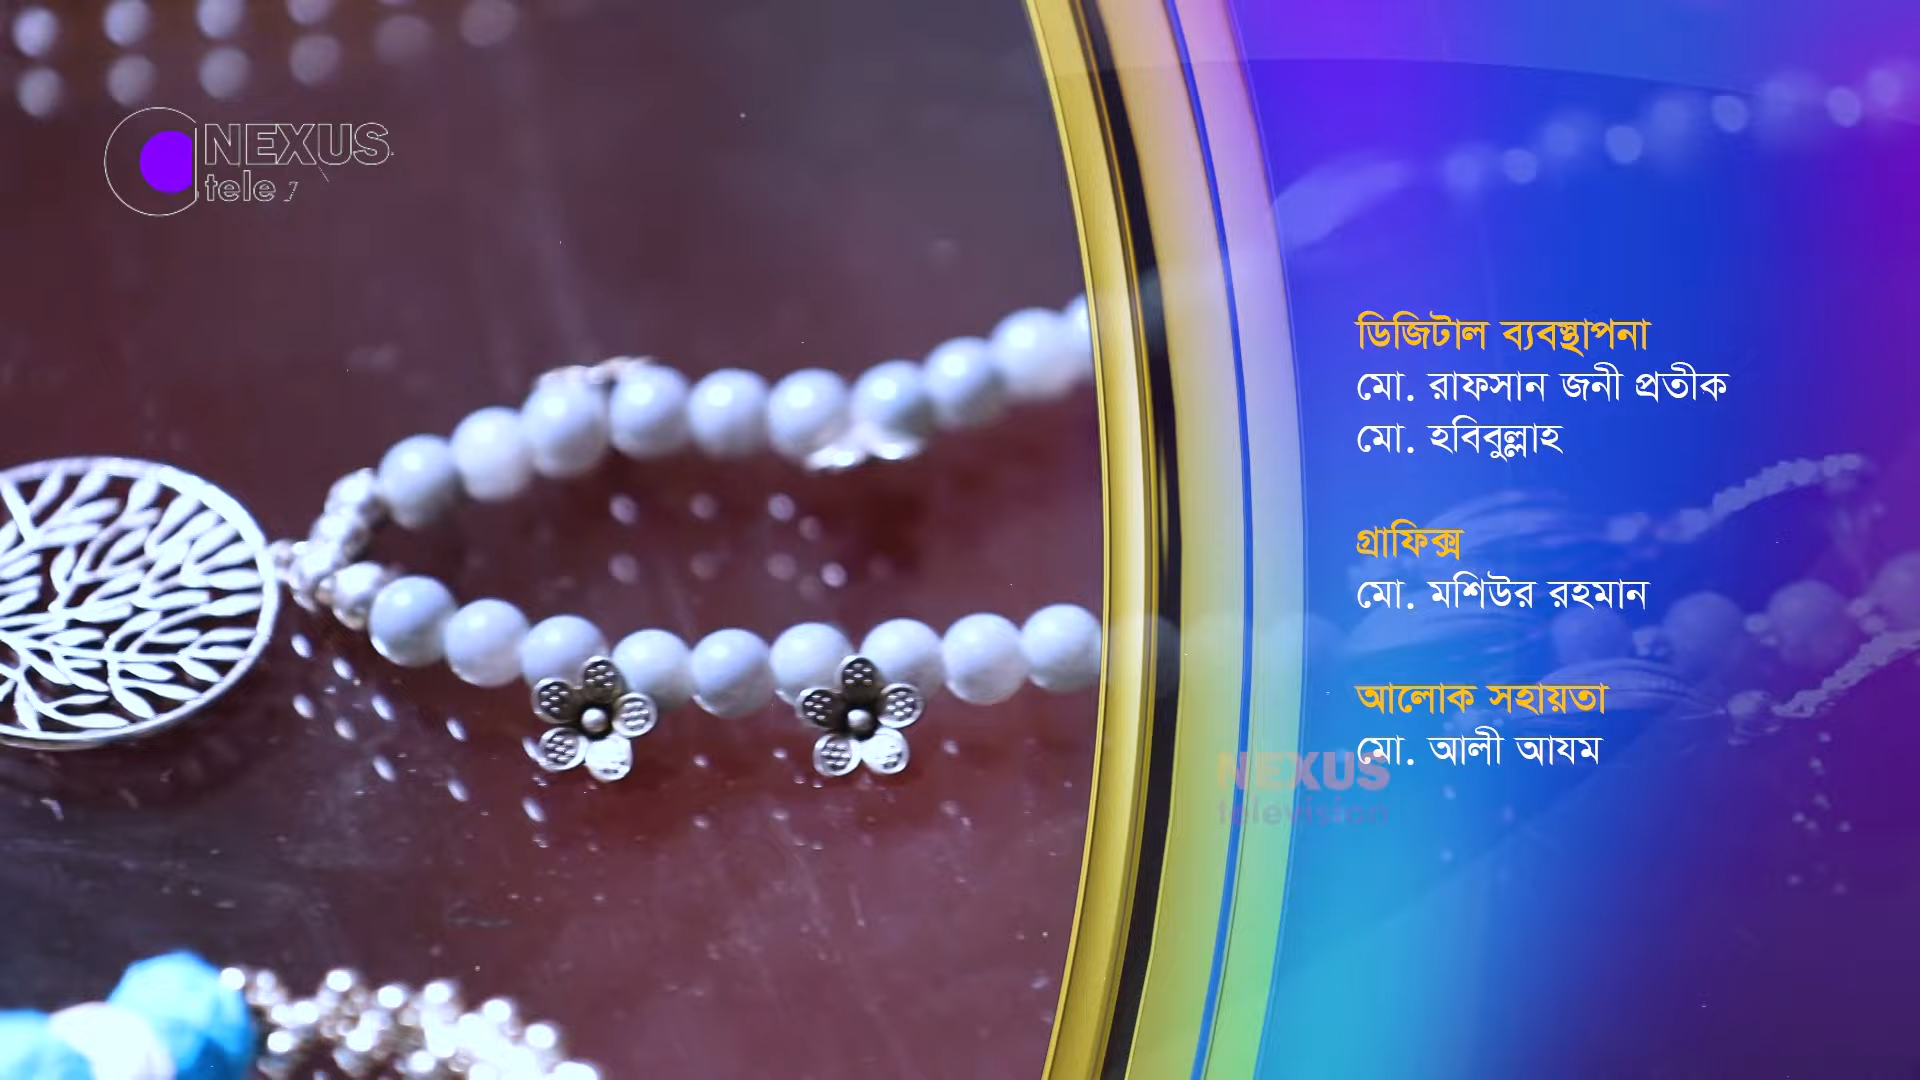 NEXUS
tele
ডিজিটাল ব্যবস্থাপনা
মো. রাফসান জনী প্রতীক
মো. হবিবুল্লাহ
গ্রাফিক্স
মো. মশিউর রহমান
আলোক সহায়তা
মো. আলী আযম
NEXUS
television